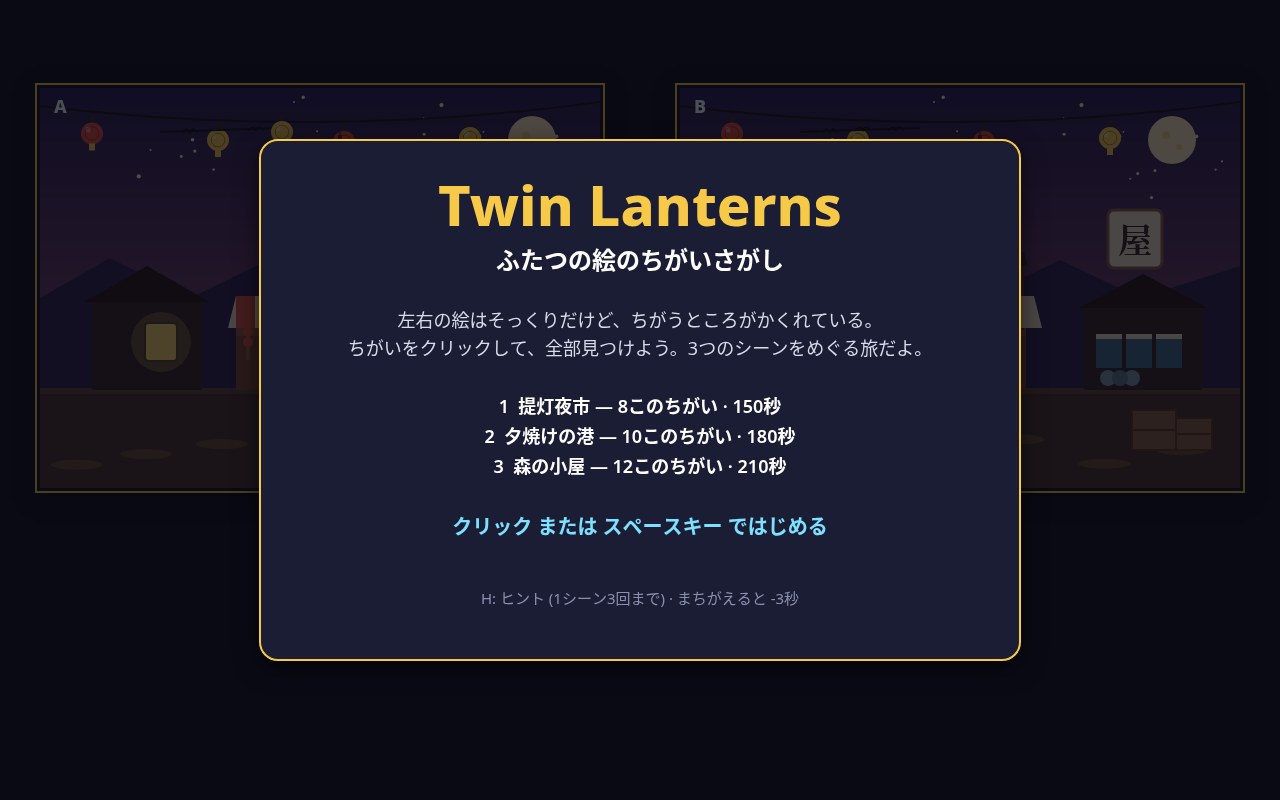 A
B
屋
Twin Lanterns
ふたつの絵のちがいさがし
左右の絵はそっくりだけど、ちがうところがかくれている。
ちがいをクリックして、全部見つけよう。3つのシーンをめぐる旅だよ。
1 提灯夜市 — 8このちがい · 150秒
2 夕焼けの港 — 10このちがい · 180秒
3 森の小屋 — 12このちがい · 210秒
クリック または スペースキー ではじめる
H: ヒント (1シーン3回まで) · まちがえると -3秒